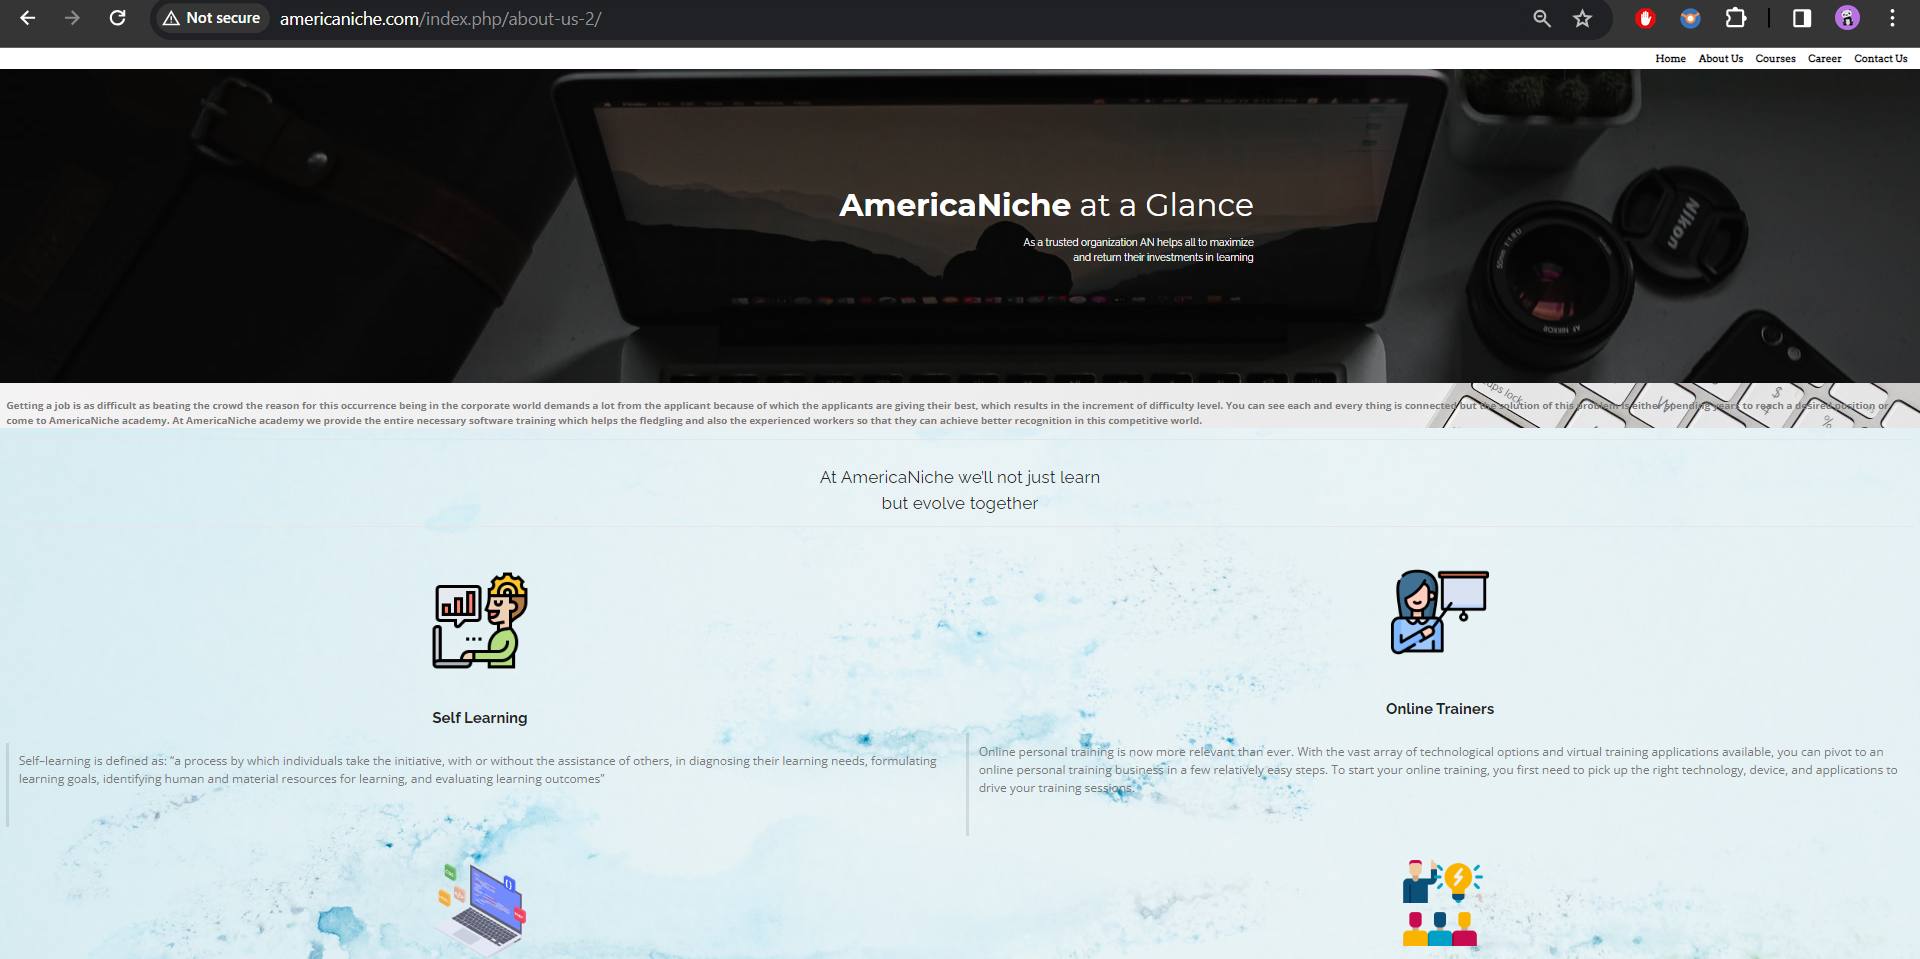 Not secure americaniche.com/index.php/about-us-2/
Home About Us Courses Career Contact Us
AmericaNiche at a Glance
As a trusted organization AN helps all to maximize
and return their investments in learning
Nikon
50mm 1:1.8D
AF NIKKOR
Getting a job is as difficult as beating the crowd the reason for this occurrence being in the corporate world demands a lot from the applicant because of which the applicants are giving their best, which results in the increment of difficulty level. You can see each and every thing is connected but the solution of this problem is either spending years to reach a desired position or
come to AmericaNiche academy. At AmericaNiche academy we provide the entire necessary software training which helps the fledgling and also the experienced workers so that they can achieve better recognition in this competitive world.
At AmericaNiche we'll not just learn
but evolve together
Self Learning
Self–learning is defined as: “a process by which individuals take the initiative, with or without the assistance of others, in diagnosing their learning needs, formulating
learning goals, identifying human and material resources for learning, and evaluating learning outcomes”
Online Trainers
Online personal training is now more relevant than ever. With the vast array of technological options and virtual training applications available, you can pivot to an
online personal training business in a few relatively easy steps. To start your online training, you first need to pick up the right technology, device, and applications to
drive your training sessions.